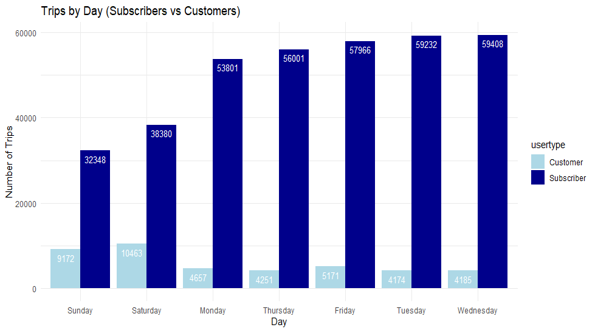 Trips by Day (Subscribers vs Customers)
60000
40000
20000
0
Number of Trips
9172
32348
10463
38380
4657
53801
4251
56001
5171
57966
4174
59232
4185
59408
Sunday
Saturday
Monday
Thursday
Friday
Tuesday
Wednesday
Day
usertype
Customer
Subscriber